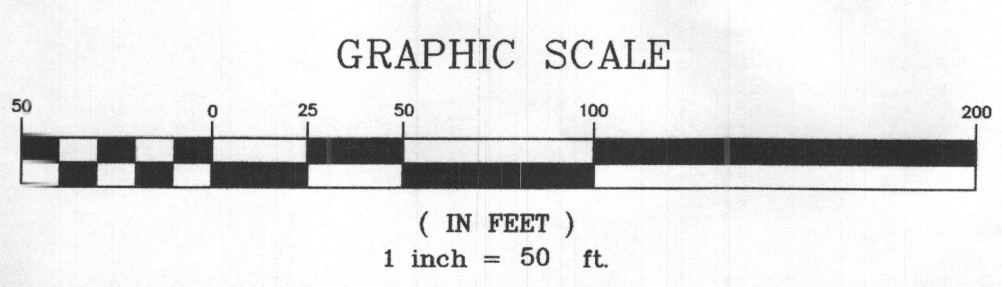 GRAPHIC SCALE
50 0 25 50 100 200
( IN FEET )
1 inch = 50 ft.